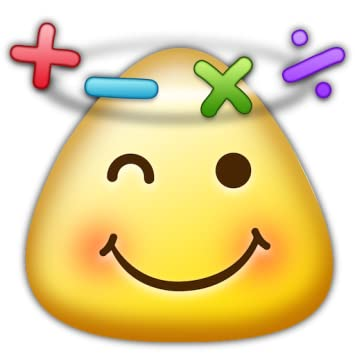 + − × ÷